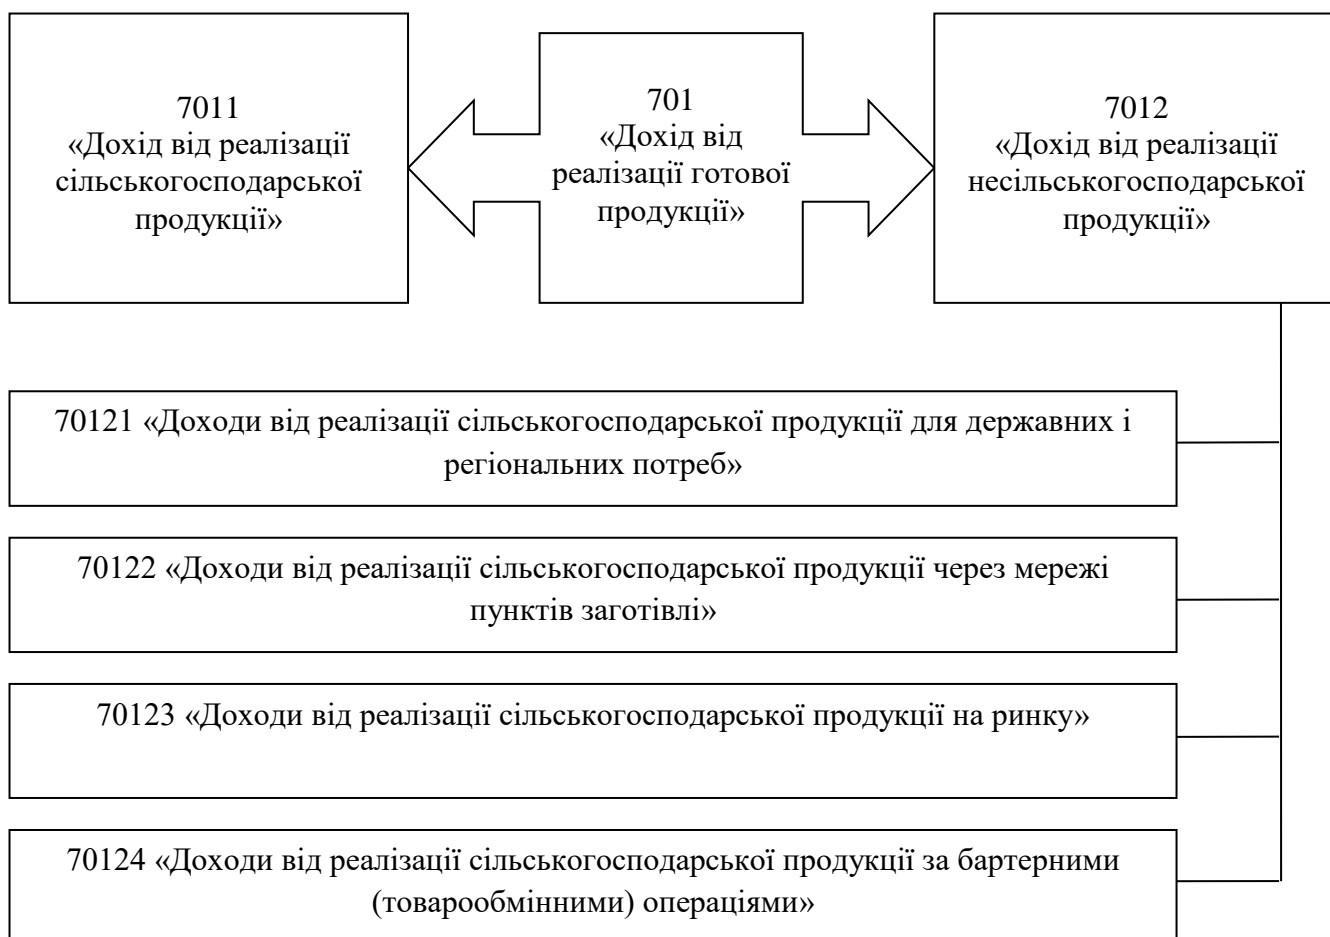 7011
«Дохід від реалізації
сільськогосподарської
продукції»
701
«Дохід від
реалізації готової
продукції»
7012
«Дохід від реалізації
несільськогосподарської
продукції»
70121 «Доходи від реалізації сільськогосподарської продукції для державних і
регіональних потреб»
70122 «Доходи від реалізації сільськогосподарської продукції через мережі
пунктів заготівлі»
70123 «Доходи від реалізації сільськогосподарської продукції на ринку»
70124 «Доходи від реалізації сільськогосподарської продукції за бартерними
(товарообмінними) операціями»